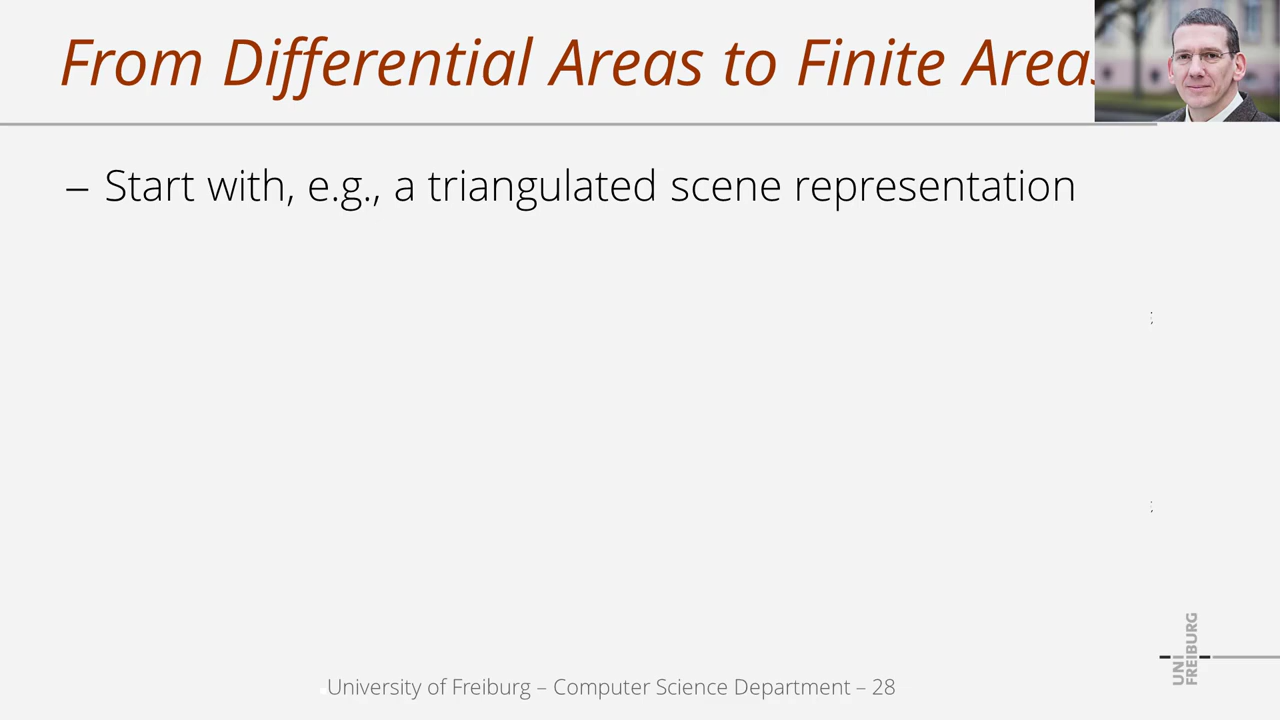 From Differential Areas to Finite Areas
– Start with, e.g., a triangulated scene representation
UNI
FREIBURG
University of Freiburg – Computer Science Department – 28